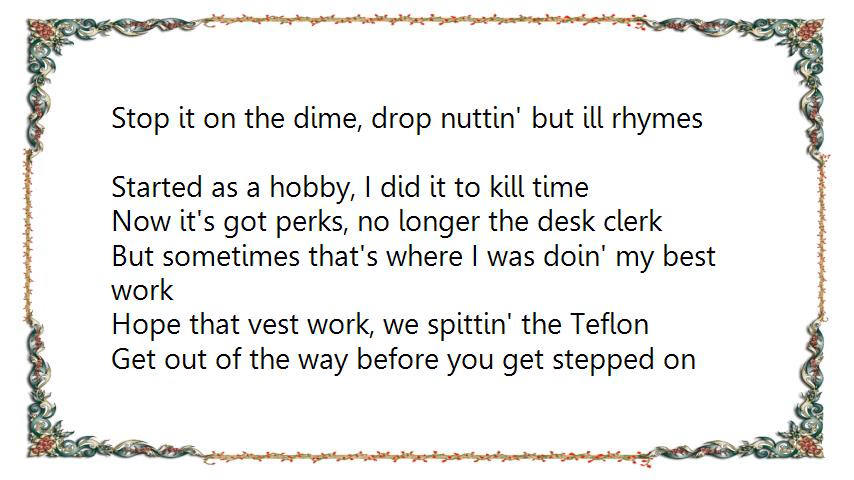 Stop it on the dime, drop nuttin' but ill rhymes
Started as a hobby, I did it to kill time
Now it's got perks, no longer the desk clerk
But sometimes that's where I was doin' my best
work
Hope that vest work, we spittin' the Teflon
Get out of the way before you get stepped on